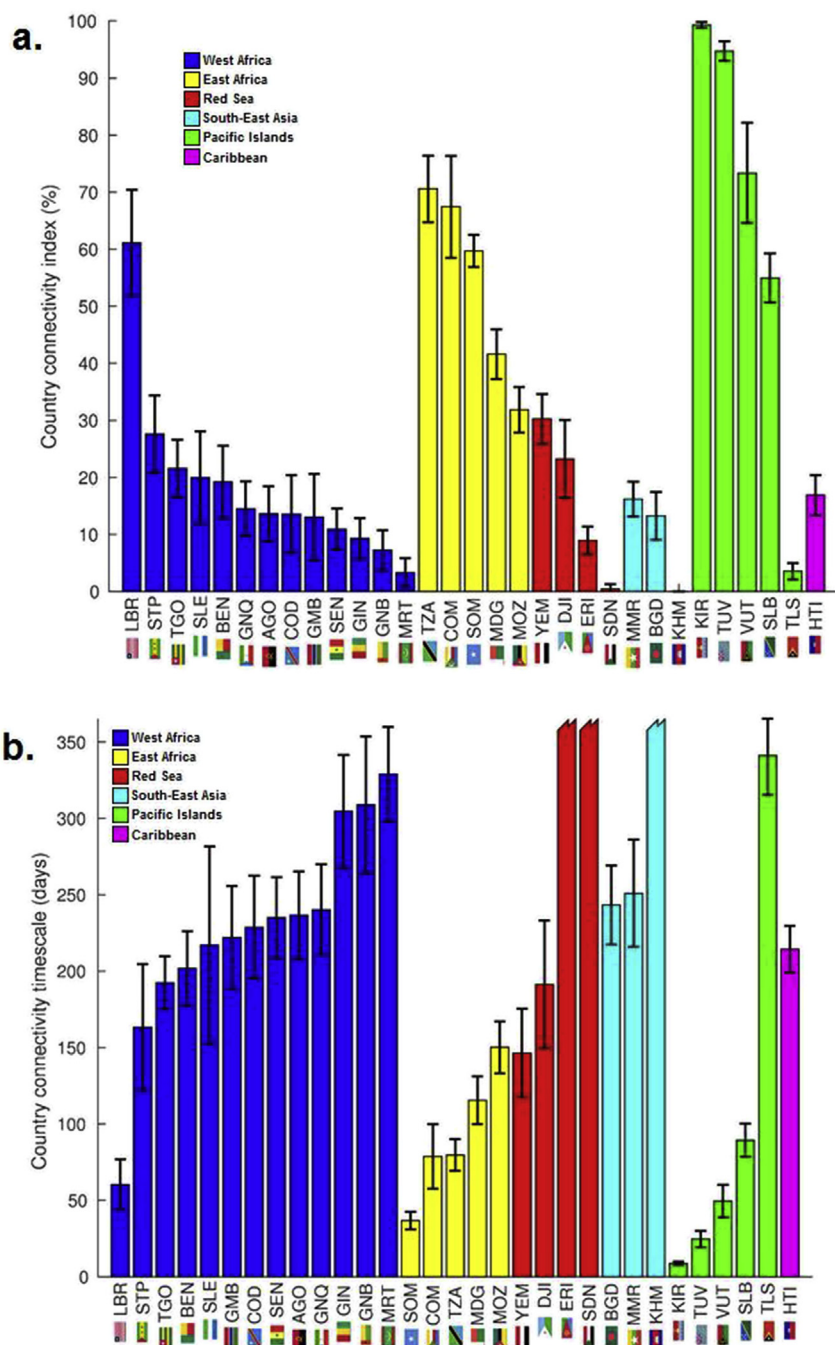 a.
100
90
80
70
60
50
40
30
20
10
0
Country connectivity index (%)
West Africa
East Africa
Red Sea
South-East Asia
Pacific Islands
Caribbean
LBR STP TGO SLE BEN GNQ AGO COD GMB SEN GIN GNB MRT TZA COM SOM MDG MOZ YEM DJI ERI SDN MMR BGD KHM KIR TUV VUT SLB TLS HTI
b.
350
300
250
200
150
100
50
0
Country connectivity timescale (days)
West Africa
East Africa
Red Sea
South-East Asia
Pacific Islands
Caribbean
LBR STP TGO BEN SLE GMB COD SEN AGO GNQ GIN GNB MRT SOM COM TZA MDG MOZ YEM DJI ERI SDN BGD MMR KHM KIR TUV VUT SLB TLS HTI